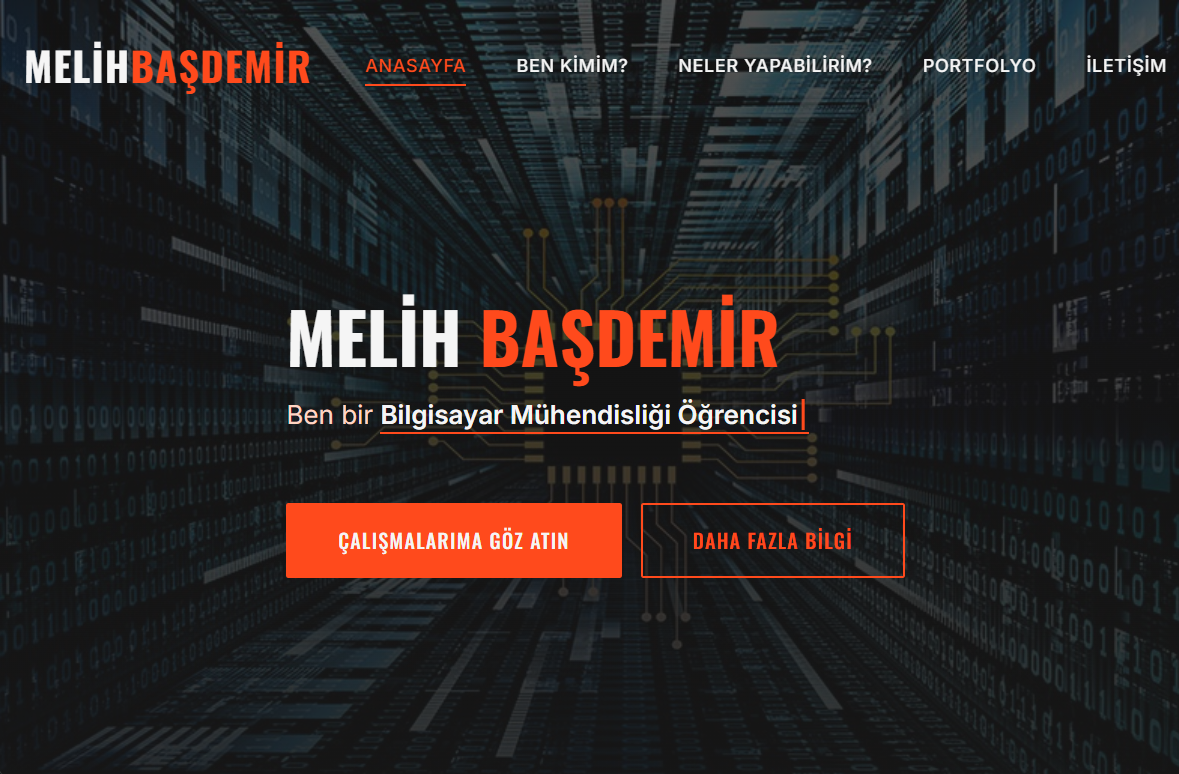 MELİHBAŞDEMİR ANASAYFA BEN KİMİM? NELER YAPABİLİRİM? PORTFOLYO İLETİŞİM
MELİH BAŞDEMİR
Ben bir Bilgisayar Mühendisliği Öğrencisi|
ÇALIŞMALARIMA GÖZ ATIN DAHA FAZLA BİLGİ